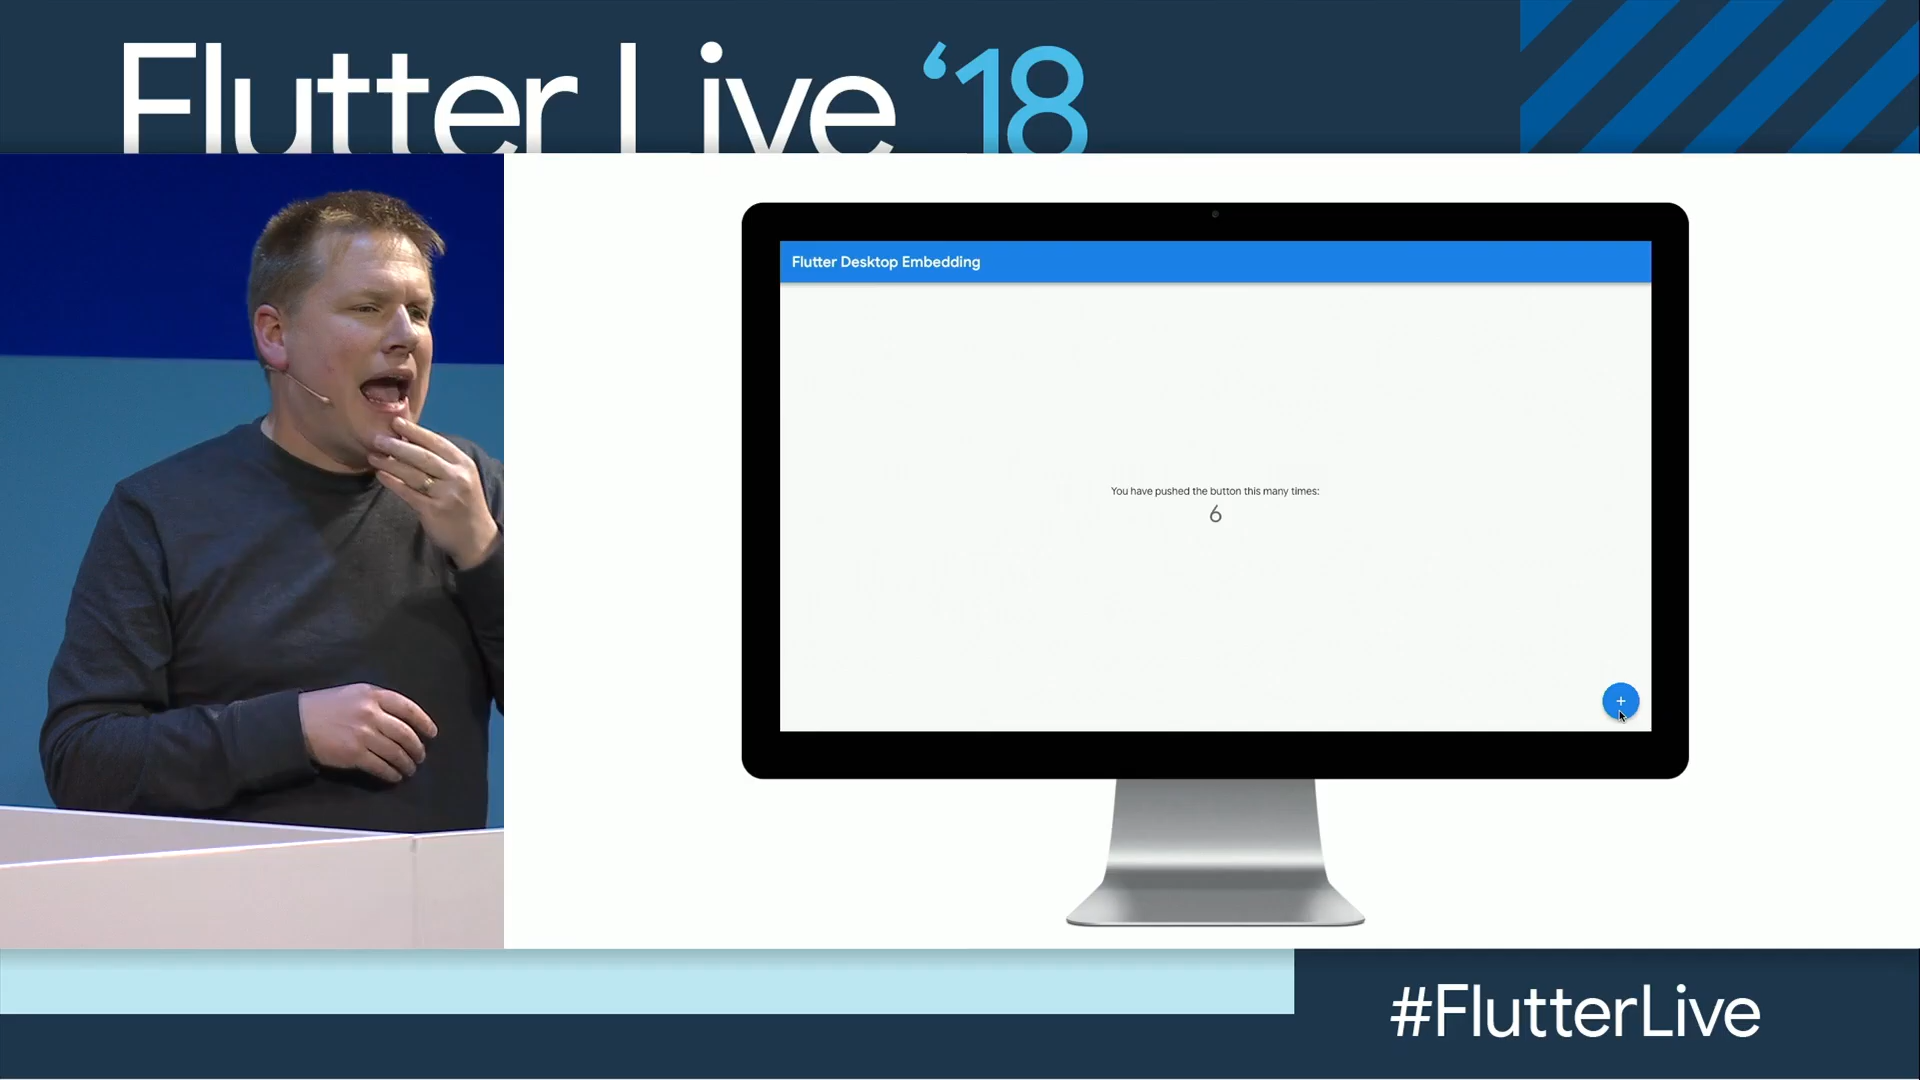 Flutter Live ‘18
Flutter Desktop Embedding
You have pushed the button this many times:
6
+
#FlutterLive